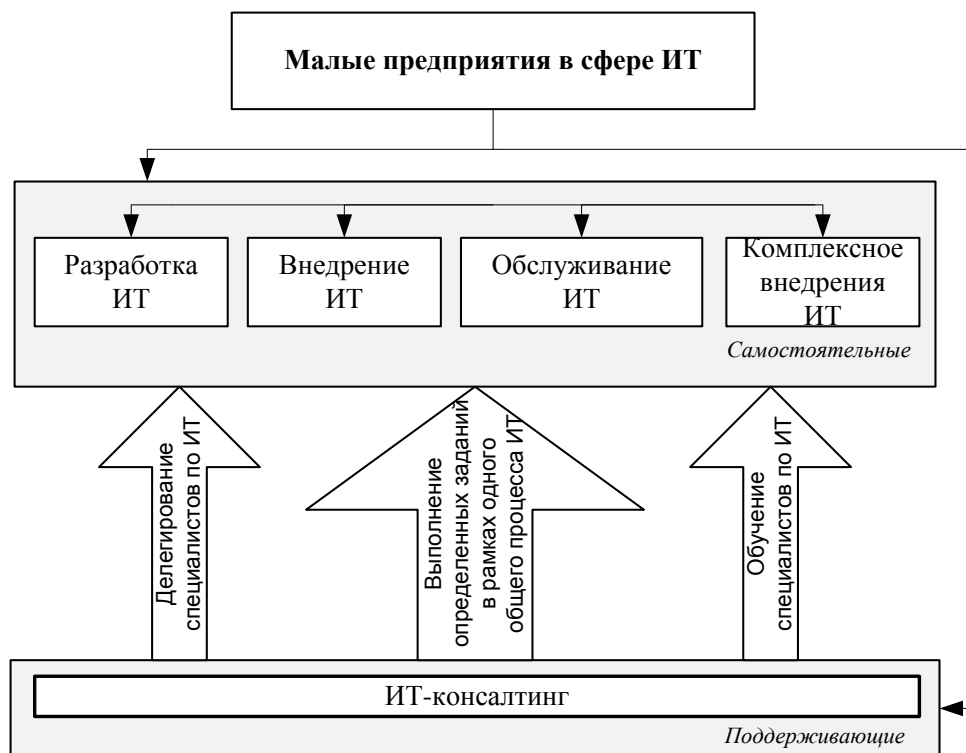 Малые предприятия в сфере ИТ
Разработка
ИТ
Внедрение
ИТ
Обслуживание
ИТ
Комплексное
внедрения
ИТ
Самостоятельные
Делегирование
специалистов по ИТ
Выполнение
определенных заданий
в рамках одного
общего процесса ИТ
Обучение
специалистов по ИТ
ИТ-консалтинг
Поддерживающие